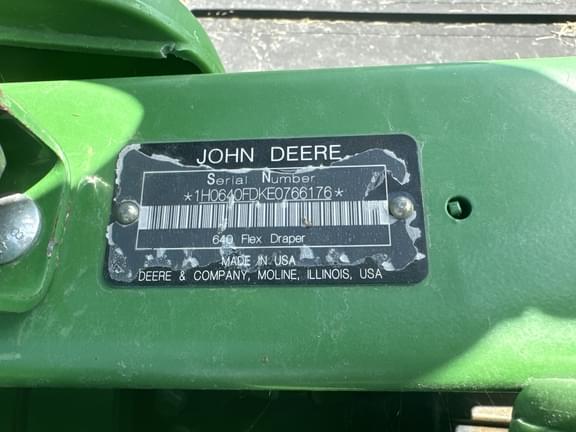 JOHN DEERE
Serial Number
*1H0640FDKE0766176*
640 Flex Draper
MADE IN USA
DEERE & COMPANY, MOLINE, ILLINOIS, USA